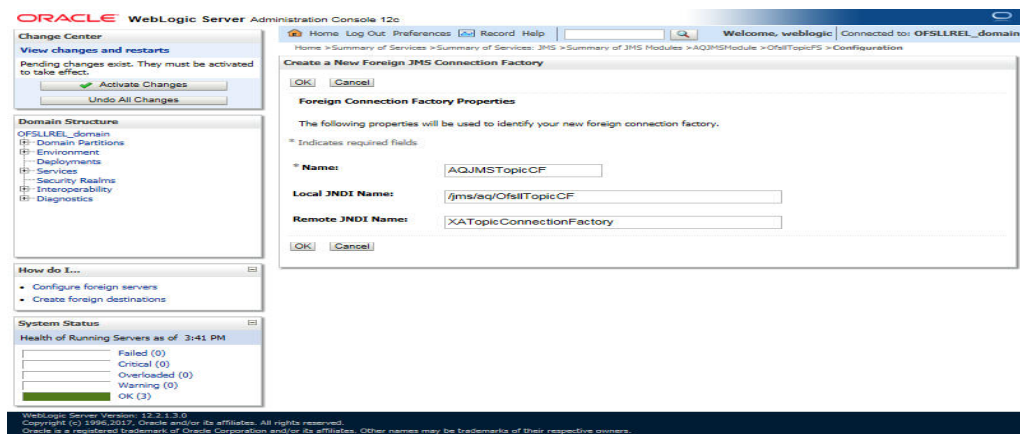 ORACLE WebLogic Server Administration Console 12c
Change Center
View changes and restarts
Pending changes exist. They must be activated
to take effect.
Activate Changes
Undo All Changes
Domain Structure
OFSLLREL_domain
Domain Partitions
Environment
Deployments
Services
Security Realms
Interoperability
Diagnostics
How do I...
Configure foreign servers
Create foreign destinations
System Status
Health of Running Servers as of 3:41 PM
Failed (0)
Critical (0)
Overloaded (0)
Warning (0)
OK (3)
Home Log Out Preferences Record Help
Welcome, weblogic Connected to: OFSLLREL_domain
Home >Summary of Services >Summary of Services: JMS >Summary of JMS Modules >AQJMSModule >OfsllTopicFS >Configuration
Create a New Foreign JMS Connection Factory
OK Cancel
Foreign Connection Factory Properties
The following properties will be used to identify your new foreign connection factory.
* Indicates required fields
* Name: AQJMSTopicCF
Local JNDI Name: /jms/aq/OfsllTopicCF
Remote JNDI Name: XATopicConnectionFactory
OK Cancel
WebLogic Server Version: 12.2.1.3.0
Copyright (c) 1996,2017, Oracle and/or its affiliates. All rights reserved.
Oracle is a registered trademark of Oracle Corporation and/or its affiliates. Other names may be trademarks of their respective owners.